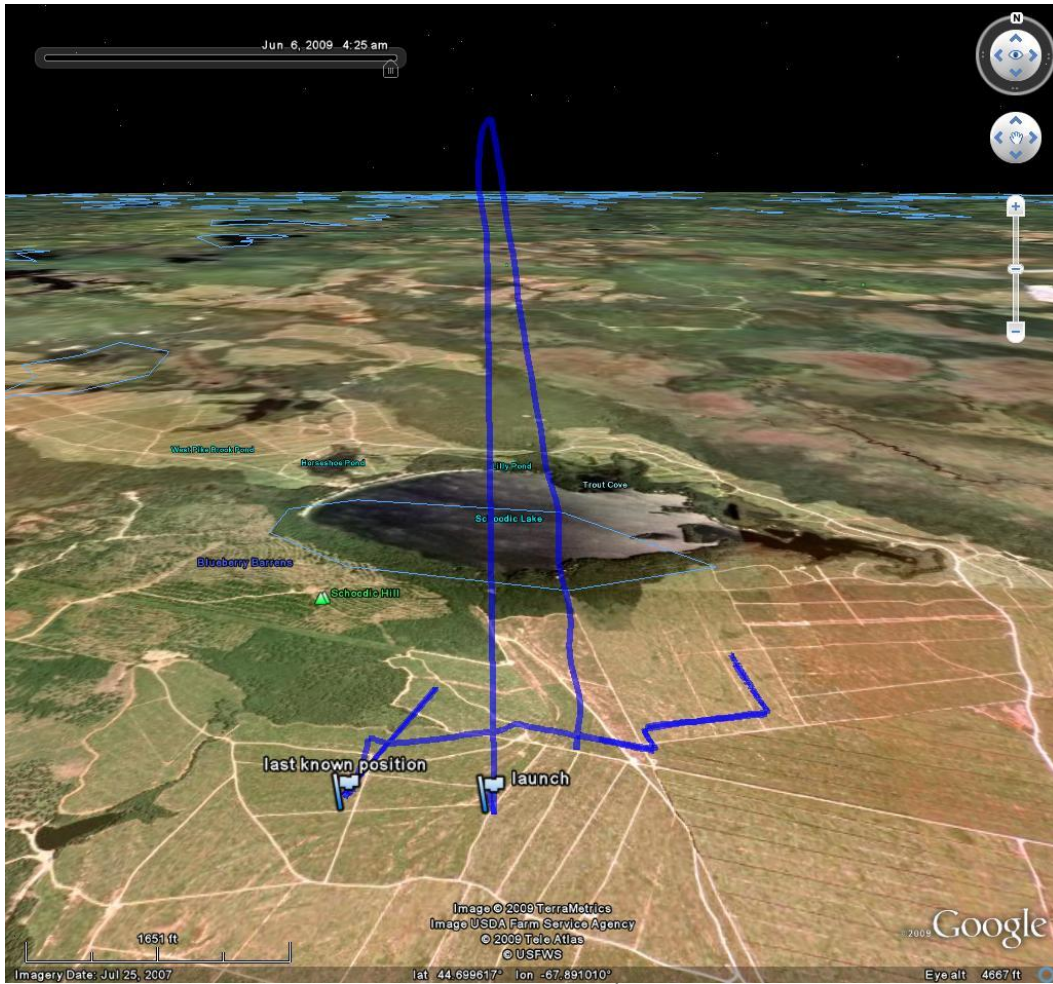 Jun 6, 2009 4:25 am
N
West Pike Brook Pond
Horseshoe Pond
Trout Cove
Schoodic Lake
Blueberry Barrens
Schoodic Hill
last known position
launch
Image © 2009 TerraMetrics
Image USDA Farm Service Agency
© 2009 Tele Atlas
© USFWS
©2009 Google
1651 ft
Imagery Date: Jul 25, 2007
lat 44.699617° lon -67.891010°
Eye alt 4667 ft